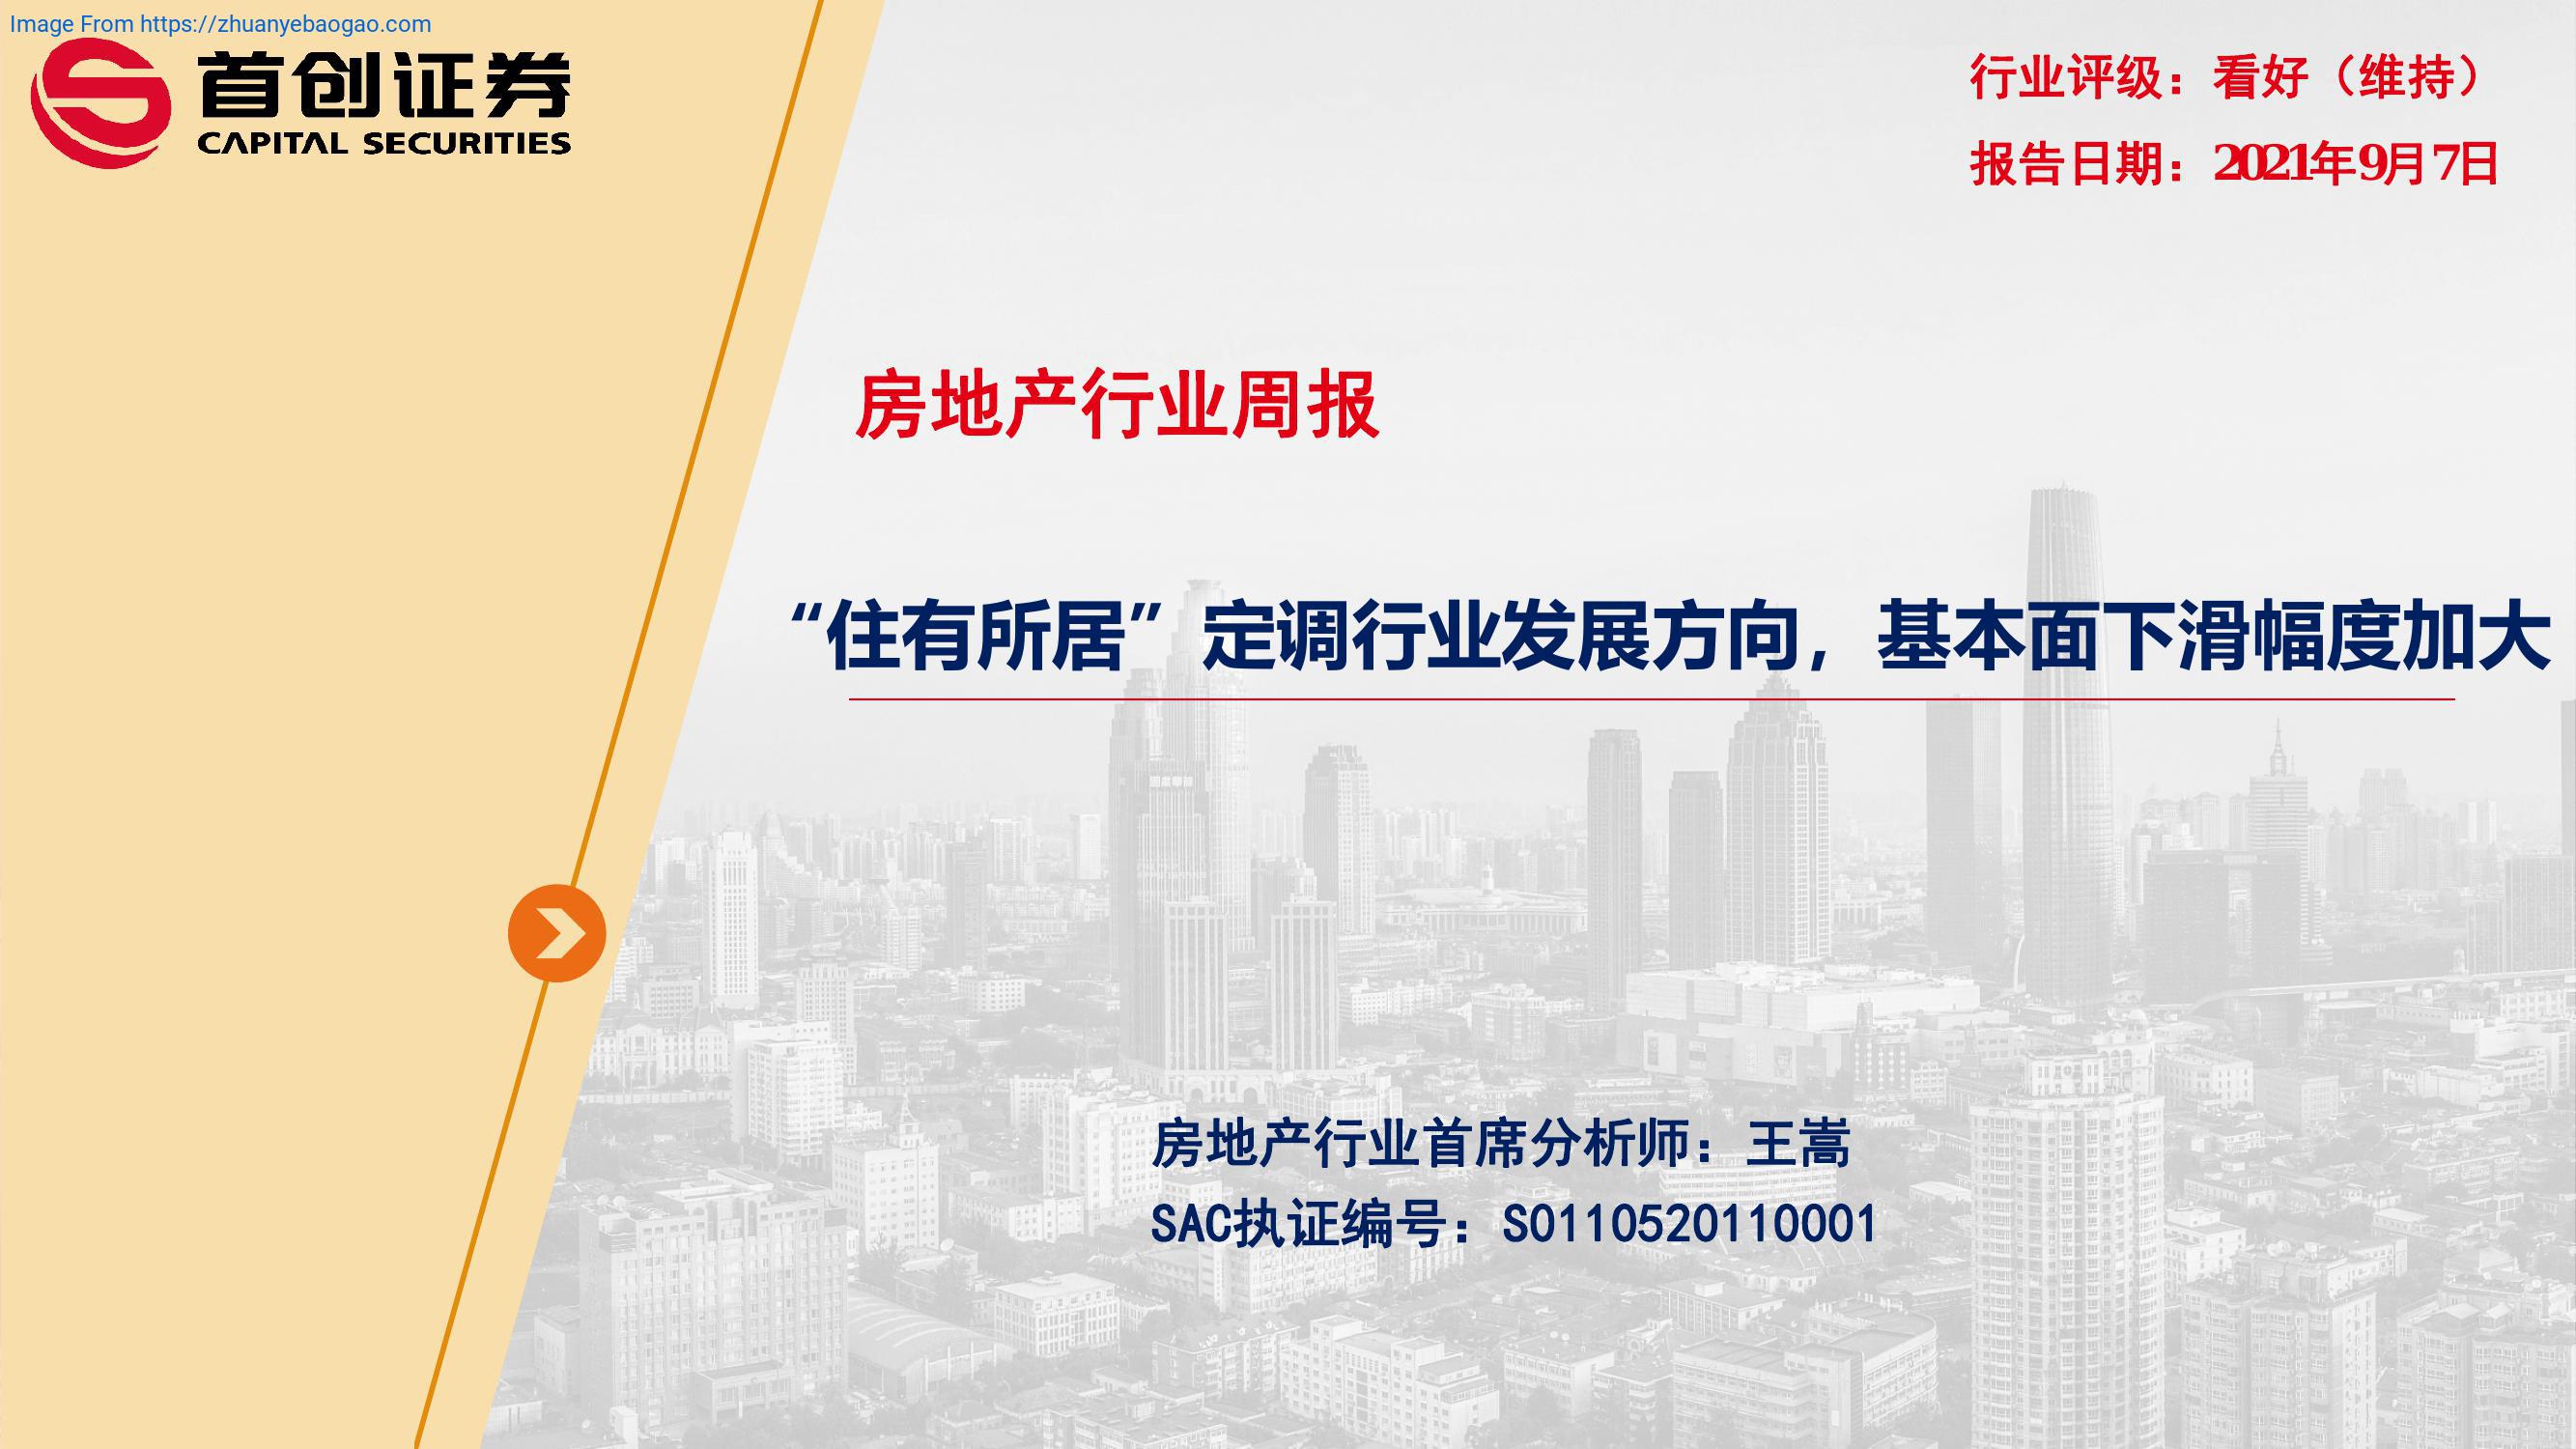 Image From https://zhuanyebaogao.com
首创证券
CAPITAL SECURITIES
行业评级：看好（维持）
报告日期：2021年9月7日
房地产行业周报
“住有所居”定调行业发展方向，基本面下滑幅度加大
房地产行业首席分析师：王嵩
SAC执证编号：S0110520110001